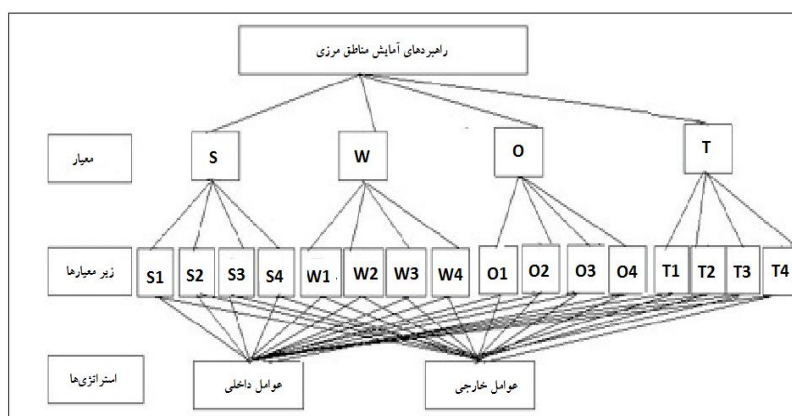 راهبردهای آمایش مناطق مرزی
معیار
S W O T
زیر معیارها
S1 S2 S3 S4 W1 W2 W3 W4 O1 O2 O3 O4 T1 T2 T3 T4
استراتژی‌ها
عوامل داخلی
عوامل خارجی